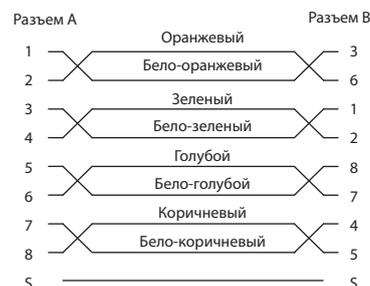 Разъем A Разъем B
Оранжевый
1 3
Бело-оранжевый
2 6
Зеленый
3 1
Бело-зеленый
4 2
Голубой
5 8
Бело-голубой
6 7
Коричневый
7 4
Бело-коричневый
8 5
S S